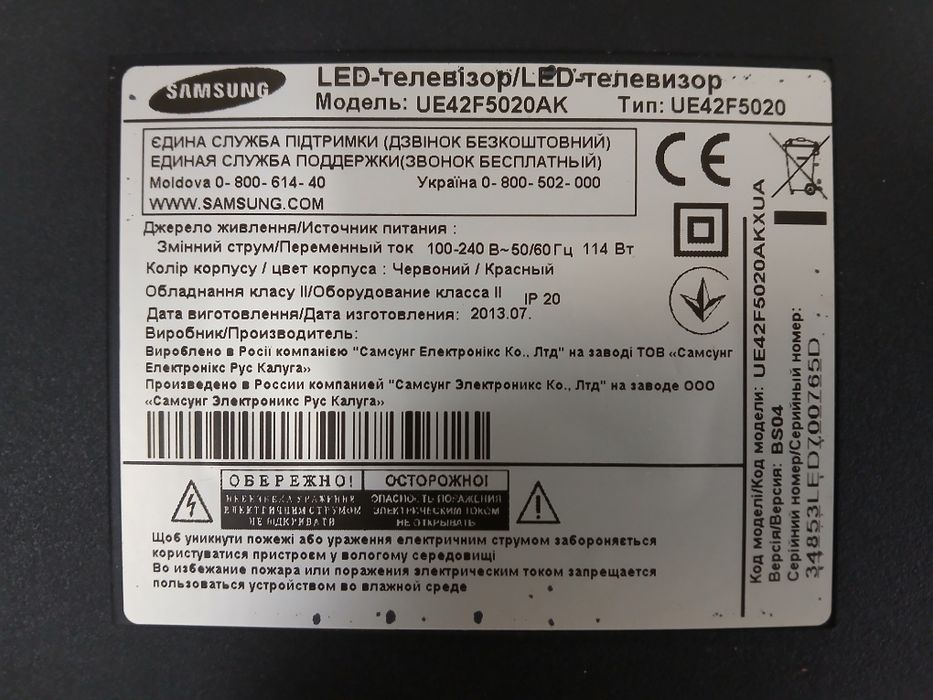 SAMSUNG
LED-телевізор/LED-телевизор
Модель: UE42F5020AK Тип: UE42F5020
ЄДИНА СЛУЖБА ПІДТРИМКИ (ДЗВІНОК БЕЗКОШТОВНИЙ)
ЕДИНАЯ СЛУЖБА ПОДДЕРЖКИ(ЗВОНОК БЕСПЛАТНЫЙ)
Moldova 0-800-614-40 Україна 0-800-502-000
WWW.SAMSUNG.COM
Джерело живлення/Источник питания :
Змінний струм/Переменный ток 100-240 В~50/60 Гц 114 Вт
Колір корпусу / цвет корпуса : Червоний / Красный
Обладнання класу II/Оборудование класса II IP 20
Дата виготовлення/Дата изготовления: 2013.07.
Виробник/Производитель:
Вироблено в Росії компанією "Самсунг Електронікс Ко., Лтд" на заводі ТОВ «Самсунг
Електронікс Рус Калуга»
Произведено в России компанией "Самсунг Электроникс Ко., Лтд" на заводе ООО
«Самсунг Электроникс Рус Калуга»
ОБЕРЕЖНО! ОСТОРОЖНО!
НЕБЕЗПЕКА УРАЖЕННЯ ОПАСНОСТЬ ПОРАЖЕНИЯ
ЕЛЕКТРИЧНИМ СТРУМОМ ЭЛЕКТРИЧЕСКИМ ТОКОМ
НЕ ВІДКРИВАТИ НЕ ОТКРЫВАТЬ
Щоб уникнути пожежі або ураження електричним струмом забороняється
користуватися пристроєм у вологому середовищі
Во избежание пожара или поражения электрическим током запрещается
пользоваться устройством во влажной среде
CE
Код моделі/Код модели: UE42F5020AKXUA
Версія/Версия: BS04
Серійний номер/Серийный номер:
34853LED700765D